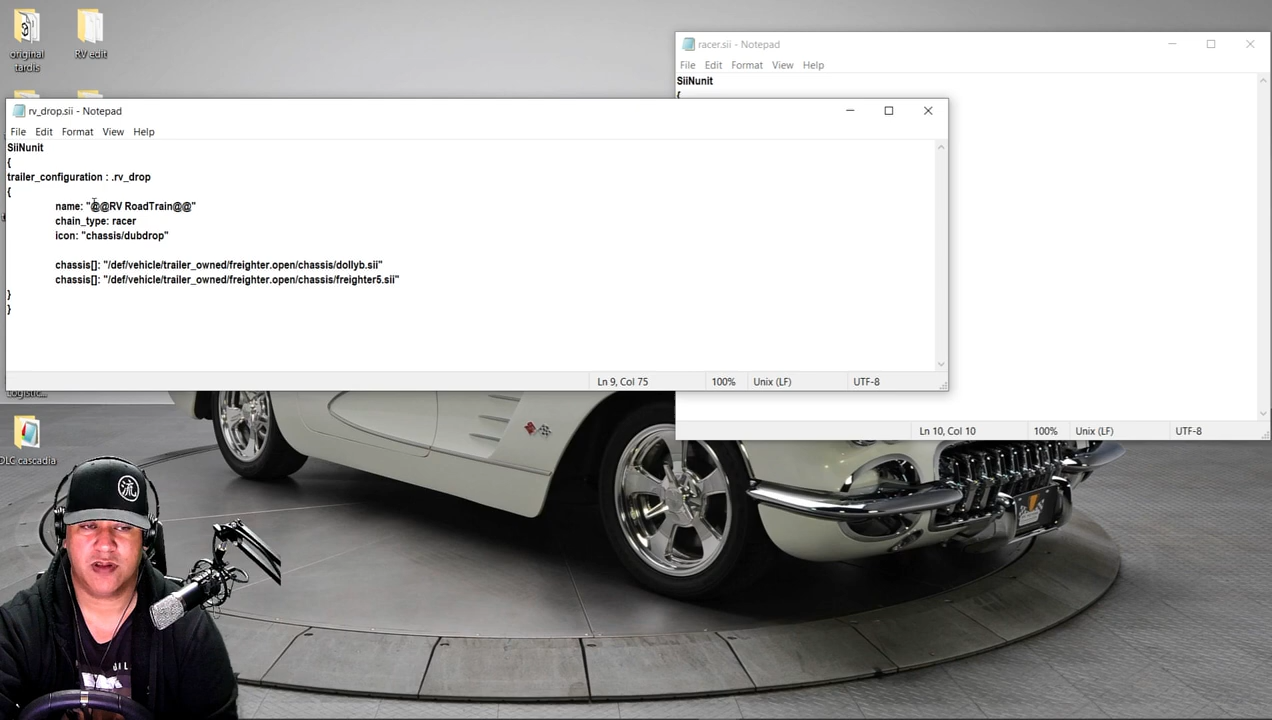 original
tardis
RV edit
racer.sii - Notepad
File Edit Format View Help
SiiNunit
{
rv_drop.sii - Notepad
File Edit Format View Help
SiiNunit
{
trailer_configuration : .rv_drop
{
name: "@@RV RoadTrain@@"
chain_type: racer
icon: "chassis/dubdrop"
chassis[]: "/def/vehicle/trailer_owned/freighter.open/chassis/dollyb.sii"
chassis[]: "/def/vehicle/trailer_owned/freighter.open/chassis/freighter5.sii"
}
}
Ln 9, Col 75 100% Unix (LF) UTF-8
Logistic...
Ln 10, Col 10 100% Unix (LF) UTF-8
DLC cascadia
流